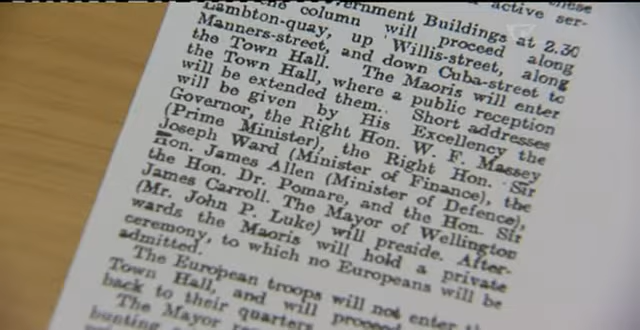 these
active ser-
ernment Buildings at 2.30
the column will proceed along
Lambton-quay, up Willis-street, along
Manners-street, and down Cuba-street to
the Town Hall. The Maoris will enter
the Town Hall, where a public reception
will be extended them. Short addresses
will be given by His Excellency the
Governor, the Right Hon. W. F. Massey
(Prime Minister), the Right Hon. Sir
Joseph Ward (Minister of Finance), the
Hon. James Allen (Minister of Defence),
the Hon. Dr. Pomare, and the Hon. Sir
James Carroll. The Mayor of Wellington
(Mr. John P. Luke) will preside. After-
wards the Maoris will hold a private
ceremony, to which no Europeans will be
admitted.
The European troops will not enter the
Town Hall, and will proceed
back to their quarters
The Mayor
bunting